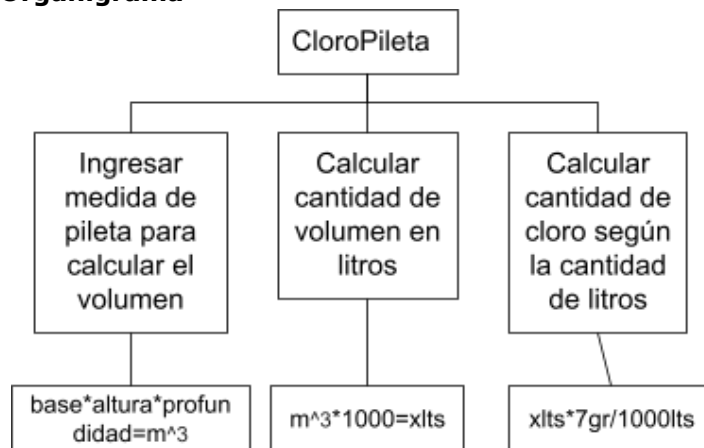 Organigrama
CloroPileta
Ingresar
medida de
pileta para
calcular el
volumen
Calcular
cantidad de
volumen en
litros
Calcular
cantidad de
cloro según
la cantidad
de litros
base*altura*profun
didad=m^3
m^3*1000=xlts
xlts*7gr/1000lts